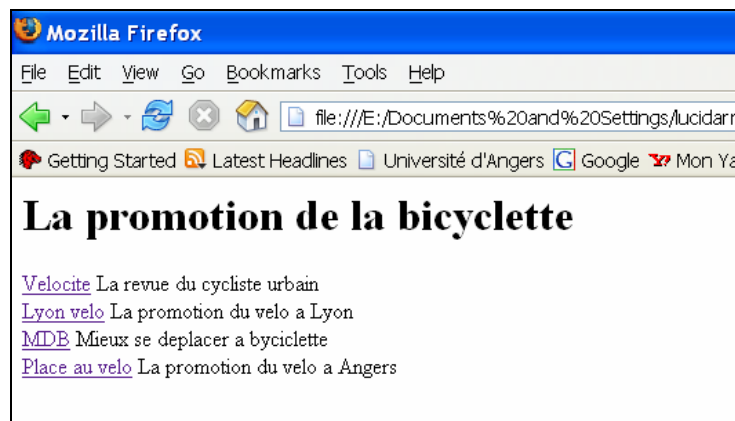 Mozilla Firefox
File Edit View Go Bookmarks Tools Help
file:///E:/Documents%20and%20Settings/lucidarr
Getting Started Latest Headlines Université d'Angers G Google Y! Mon Ya
La promotion de la bicyclette
Velocite La revue du cycliste urbain
Lyon velo La promotion du velo a Lyon
MDB Mieux se deplacer a byciclette
Place au velo La promotion du velo a Angers